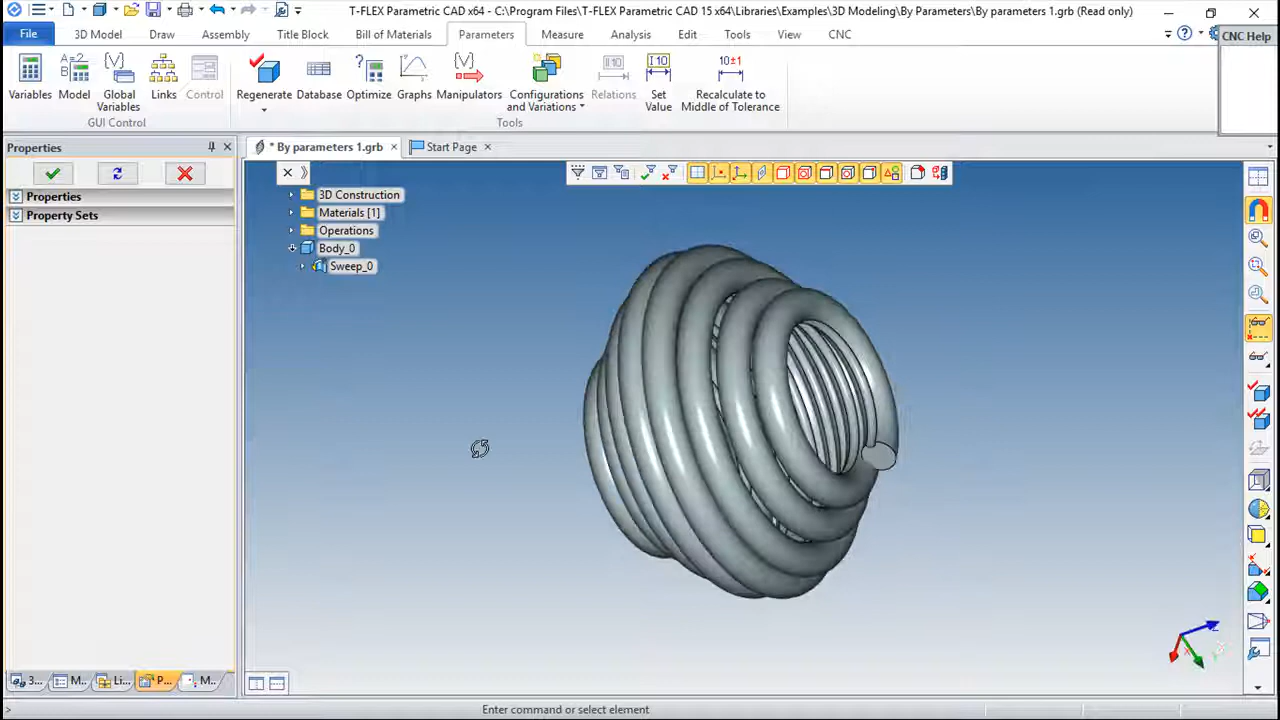 T-FLEX Parametric CAD x64 - C:\Program Files\T-FLEX Parametric CAD 15 x64\Libraries\Examples\3D Modeling\By Parameters\By parameters 1.grb (Read only)
File 3D Model Draw Assembly Title Block Bill of Materials Parameters Measure Analysis Edit Tools View CNC
CNC Help
Variables
Model
Global Variables
Links
Control
Regenerate
Database
Optimize
Graphs
Manipulators
Configurations and Variations
Relations
Set Value
Recalculate to Middle of Tolerance
GUI Control
Tools
Properties
* By parameters 1.grb
Start Page
Properties
Property Sets
3D Construction
Materials [1]
Operations
Body_0
Sweep_0
3... M... Li... P... M...
> Enter command or select element